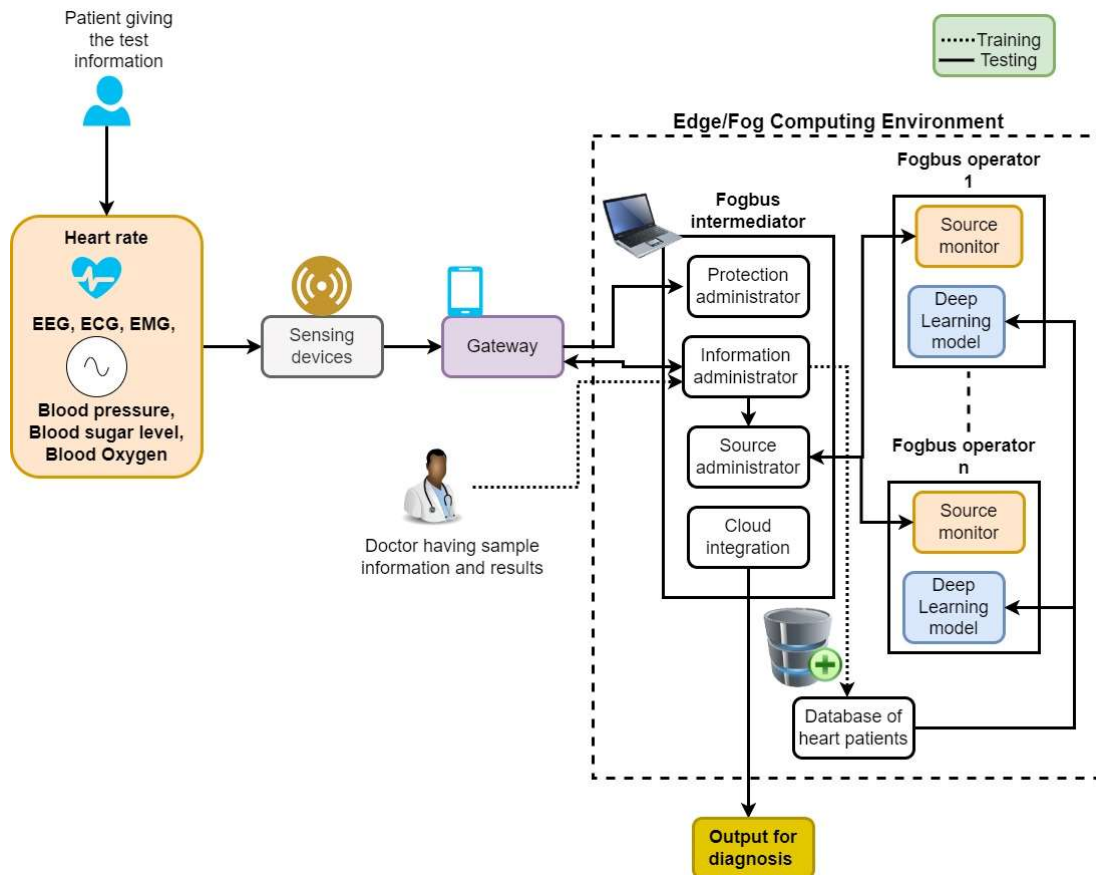 Patient giving
the test
information
Training
Testing
Edge/Fog Computing Environment
Heart rate
EEG, ECG, EMG,
Blood pressure,
Blood sugar level,
Blood Oxygen
Sensing
devices
Gateway
Doctor having sample
information and results
Fogbus
intermediator
Protection
administrator
Information
administrator
Source
administrator
Cloud
integration
Fogbus operator
1
Source
monitor
Deep
Learning
model
Fogbus operator
n
Source
monitor
Deep
Learning
model
Database of
heart patients
Output for
diagnosis